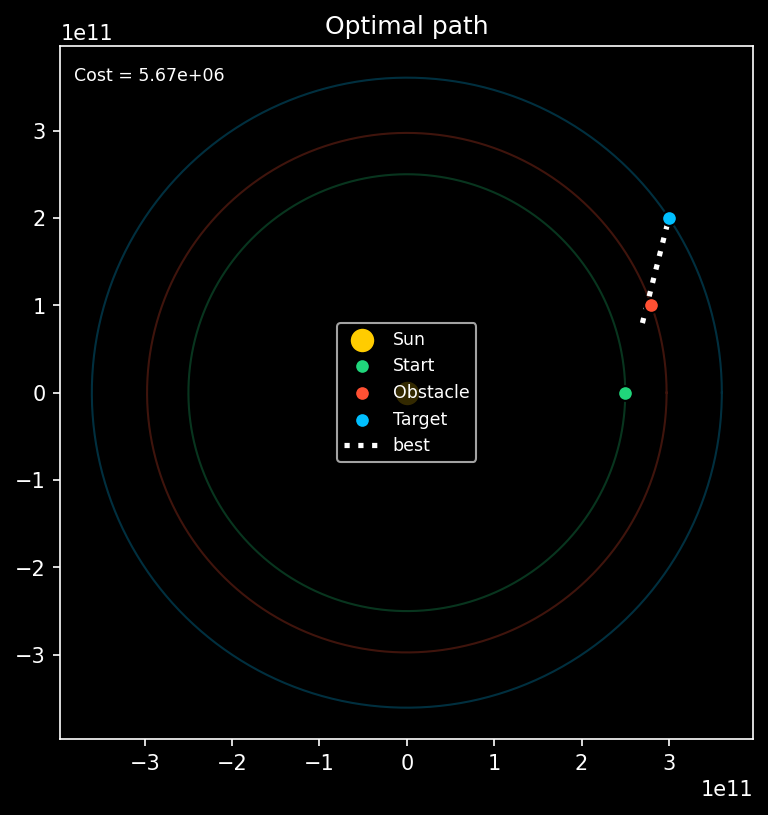 Optimal path
1e11
Cost = 5.67e+06
3
2
1
0
−1
−2
−3
Sun
Start
Obstacle
Target
best
−3 −2 −1 0 1 2 3
1e11